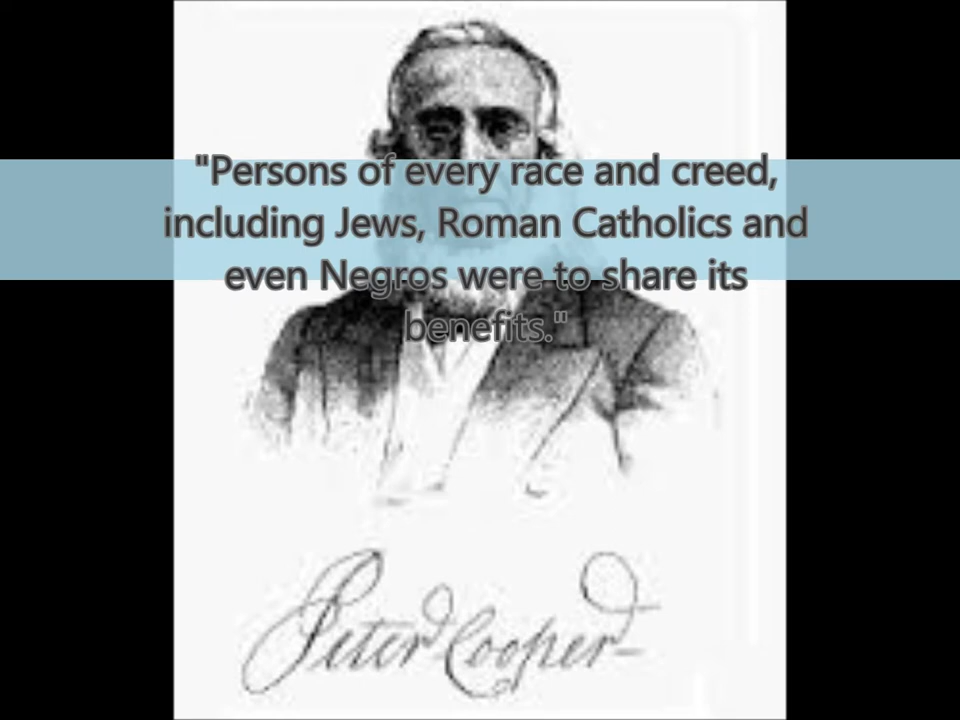 "Persons of every race and creed,
including Jews, Roman Catholics and
even Negros were to share its
benefits."
Peter Cooper-